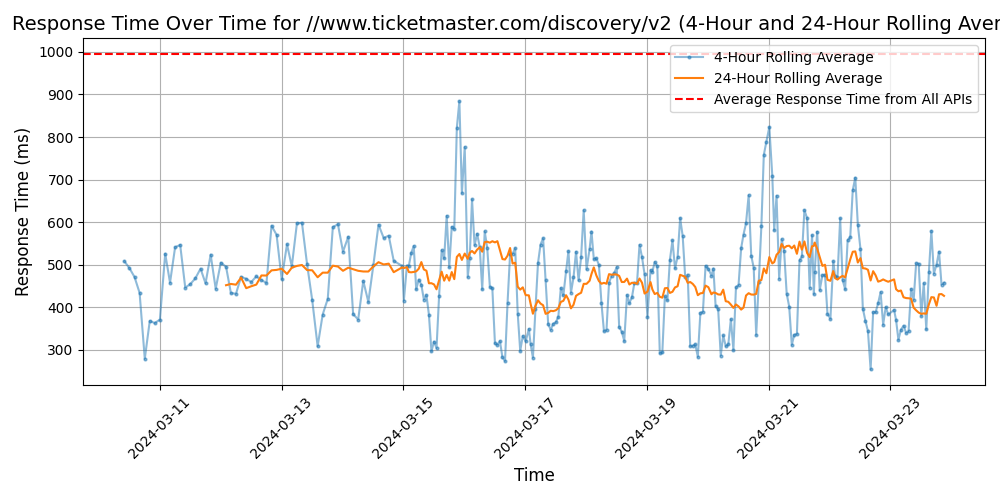 Response Time Over Time for //www.ticketmaster.com/discovery/v2 (4-Hour and 24-Hour Rolling Aver
1000
900
800
700
600
500
400
300
Response Time (ms)
4-Hour Rolling Average
24-Hour Rolling Average
Average Response Time from All APIs
2024-03-11
2024-03-13
2024-03-15
2024-03-17
2024-03-19
2024-03-21
2024-03-23
Time